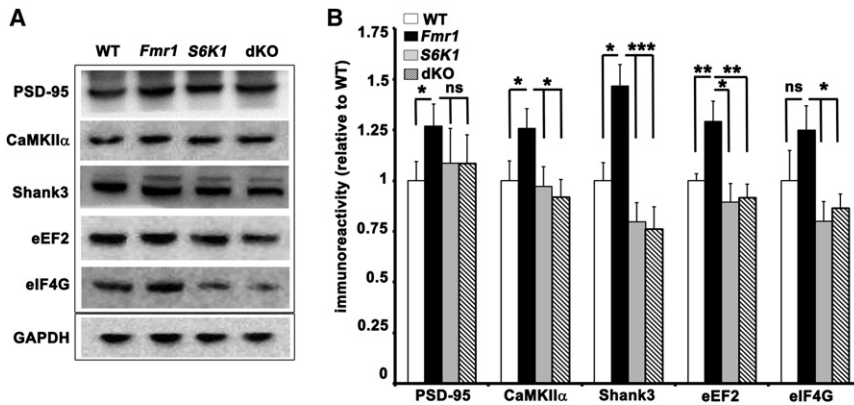 A
WT Fmr1 S6K1 dKO
PSD-95
CaMKIIα
Shank3
eEF2
eIF4G
GAPDH
B
WT
Fmr1
S6K1
dKO
immunoreactivity (relative to WT)
1.75
1.5
1.25
1
0.75
0.5
0.25
0
* ns
* *
* ***
** **
*
ns *
PSD-95 CaMKIIα Shank3 eEF2 eIF4G